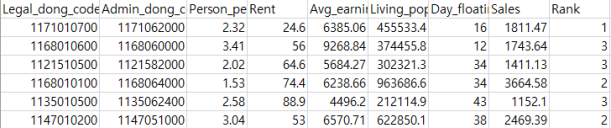 Legal_dong_code Admin_dong_c Person_pe Rent Avg_earni Living_pop Day_floati Sales Rank
1171010700 1171062000 2.32 24.6 6385.06 455533.4 16 1811.47 1
1168010600 1168060000 3.41 56 9268.84 374455.8 12 1743.64 3
1121510500 1121582000 2.02 64.6 5684.27 302321.3 34 1411.13 3
1168010100 1168064000 1.53 74.4 6238.66 963686.6 34 3664.58 2
1135010500 1135062400 2.58 88.9 4496.2 212114.9 43 1152.1 3
1147010200 1147051000 3.04 53 6570.71 622850.1 38 2469.39 2